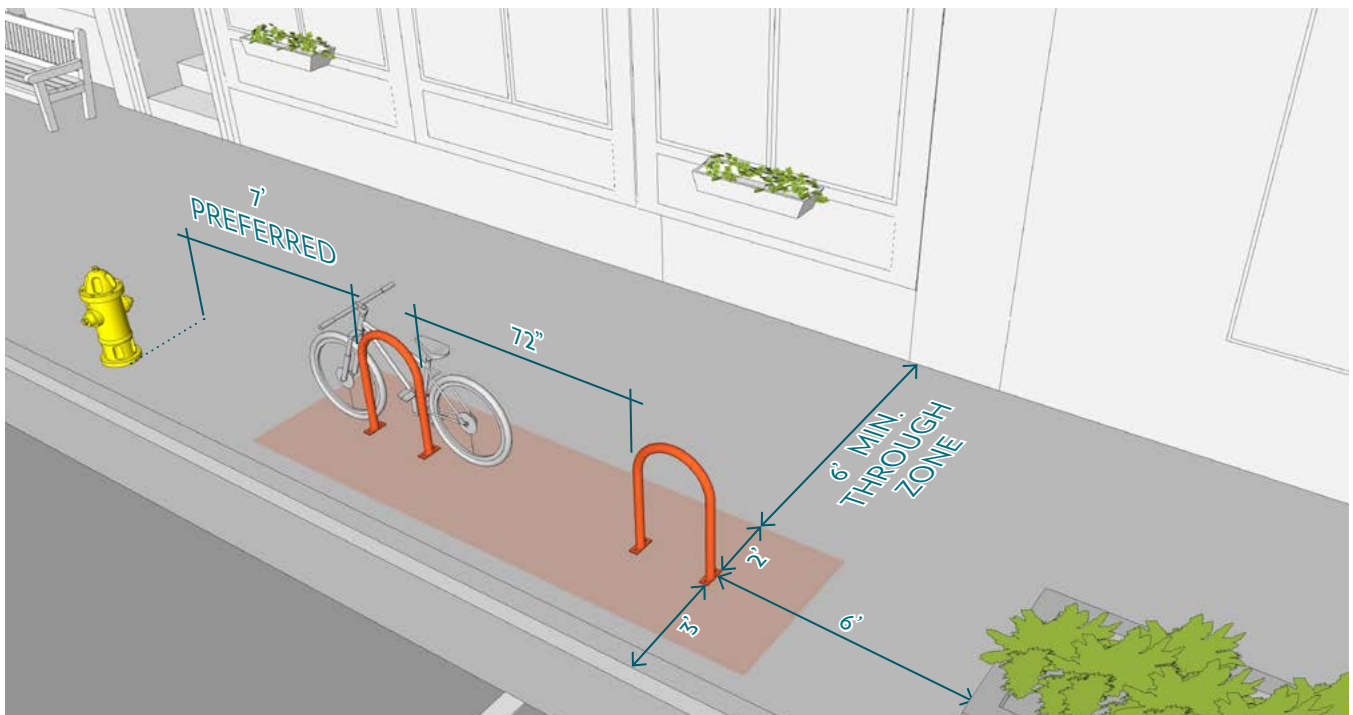 7’
PREFERRED
72”
6’ MIN.
THROUGH
ZONE
2’
3’
6’